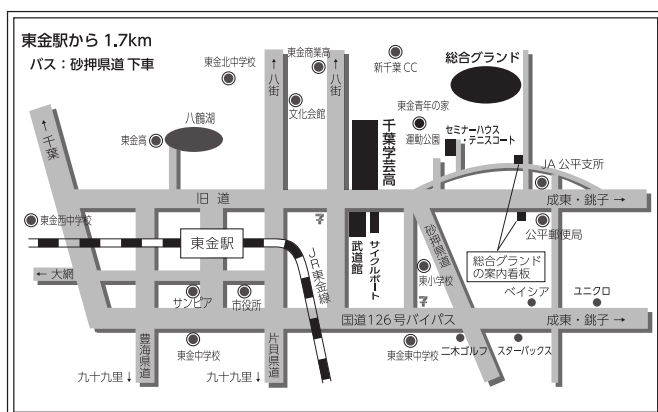 東金駅から 1.7km
バス：砂押県道 下車
東金北中学校
東金商業高
新千葉 CC
総合グランド
↑八街
↑八街
文化会館
東金青年の家
運動公園
セミナーハウス
・テニスコート
八鶴湖
東金高
↑千葉
千葉学芸高
JA 公平支所
旧 道
成東・銚子 →
東金西中学校
東金駅
JR東金線
武道館
サイクルポート
砂押県道
公平郵便局
総合グランド
の案内看板
← 大網
サンピア
市役所
東小学校
ベイシア
ユニクロ
国道126号バイパス
成東・銚子 →
豊海県道
東金中学校
片貝県道
東金東中学校
二木ゴルフ
スターバックス
九十九里↓
九十九里↓